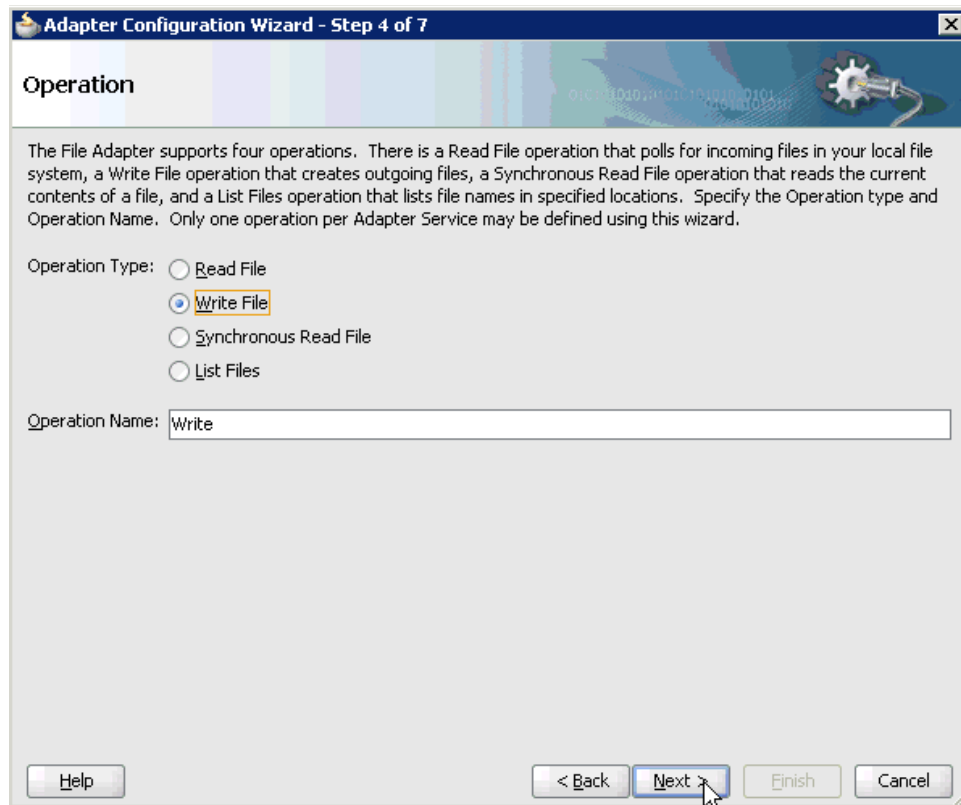 Adapter Configuration Wizard - Step 4 of 7
Operation
The File Adapter supports four operations. There is a Read File operation that polls for incoming files in your local file
system, a Write File operation that creates outgoing files, a Synchronous Read File operation that reads the current
contents of a file, and a List Files operation that lists file names in specified locations. Specify the Operation type and
Operation Name. Only one operation per Adapter Service may be defined using this wizard.
Operation Type: Read File
Write File
Synchronous Read File
List Files
Operation Name: Write
Help < Back Next > Finish Cancel